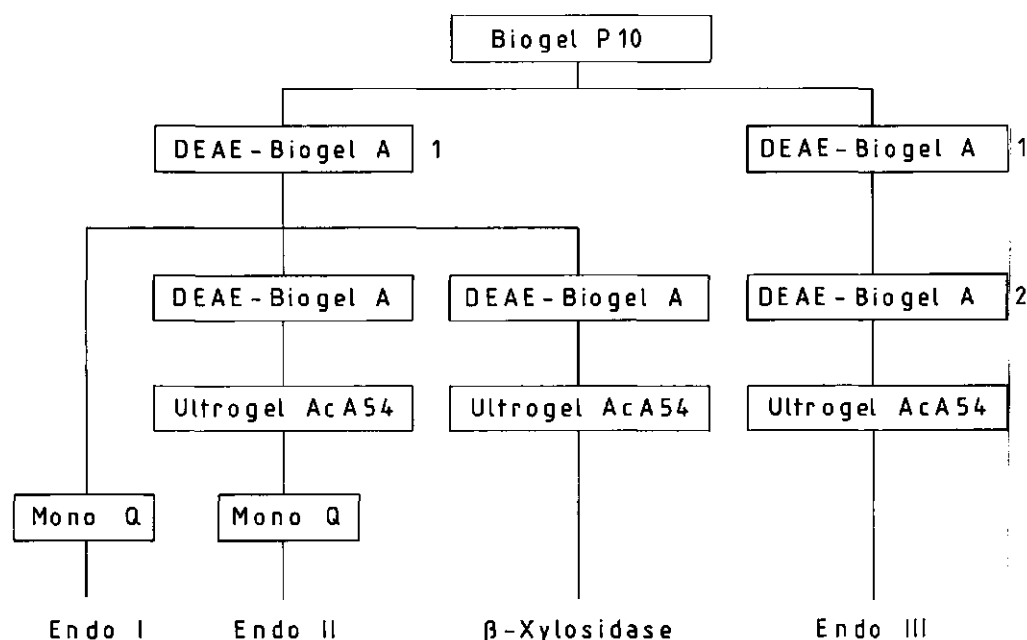 Biogel P10
DEAE-Biogel A 1 DEAE-Biogel A 1
DEAE-Biogel A DEAE-Biogel A DEAE-Biogel A 2
Ultrogel AcA54 Ultrogel AcA54 Ultrogel AcA54
Mono Q Mono Q
Endo I Endo II β-Xylosidase Endo III